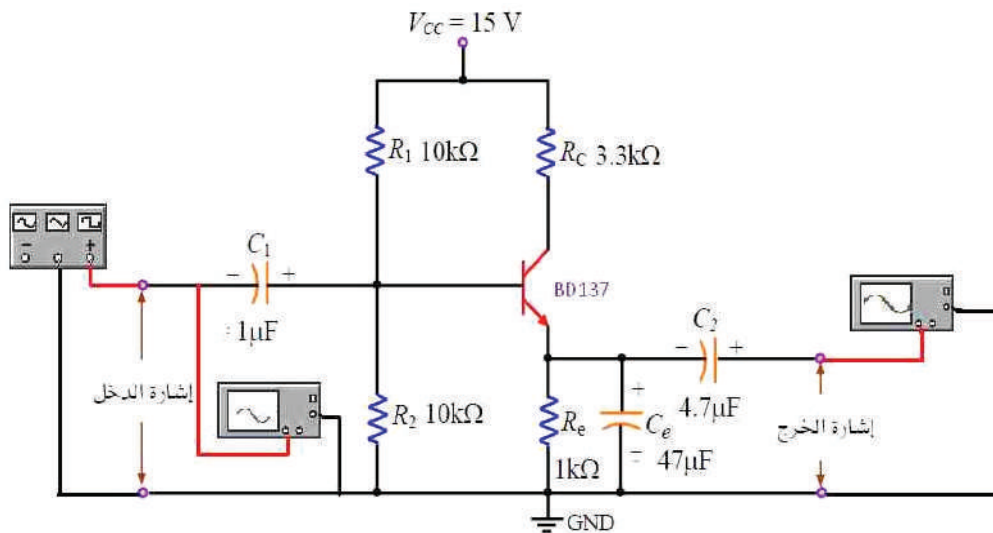 V_CC = 15 V
R_1 10kΩ
R_C 3.3kΩ
− +
C_1
− +
1μF
BD137
C_2
− +
4.7μF
إشارة الدخل
R_2 10kΩ
R_e
1kΩ
+
C_e
47μF
إشارة الخرج
GND